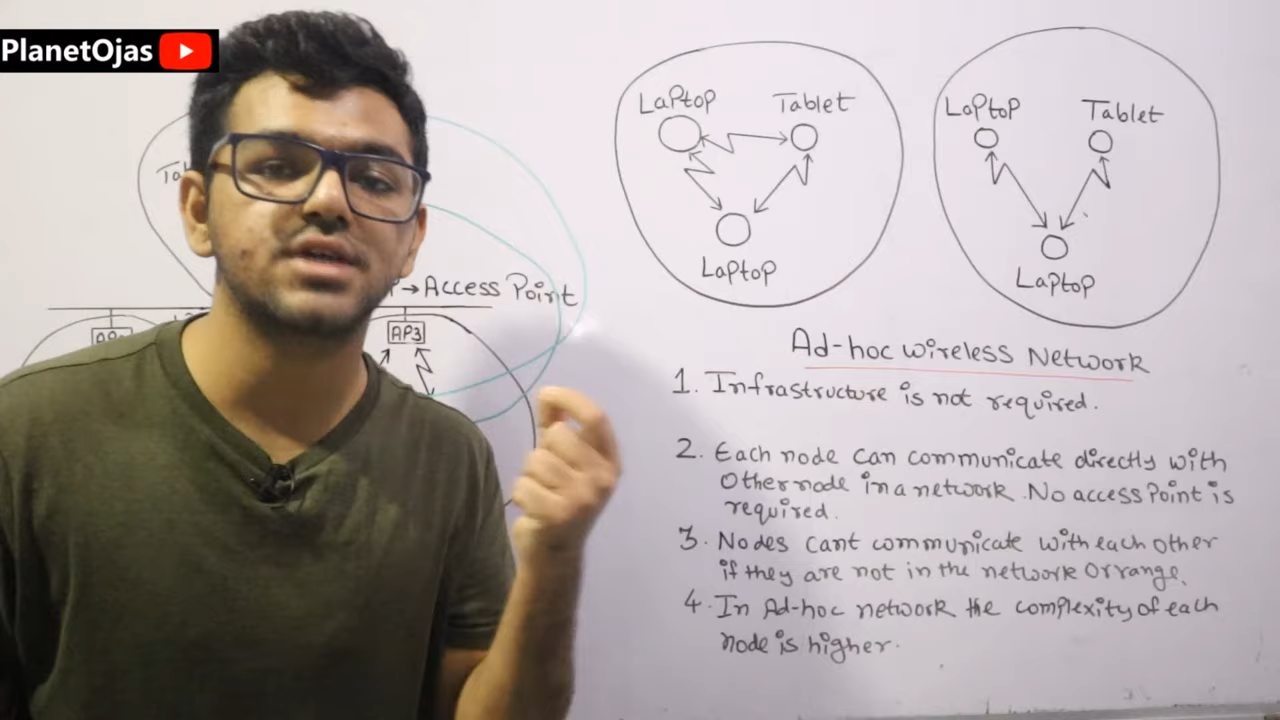 PlanetOjas
Laptop
Tablet
Laptop
Laptop
Tablet
Laptop
→Access Point
AP3
Ad-hoc wireless Network
1. Infrastructure is not required.
2. Each node can communicate directly with
Other node in a network. No access Point is
required.
3. Nodes cant communicate with each other
if they are not in the network or range.
4. In Ad-hoc network the complexity of each
node is higher.